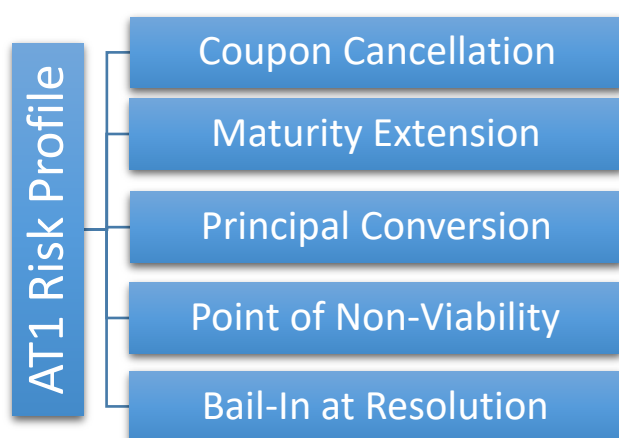 AT1 Risk Profile
Coupon Cancellation
Maturity Extension
Principal Conversion
Point of Non-Viability
Bail-In at Resolution